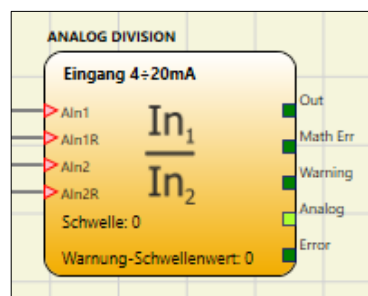 ANALOG DIVISION
Eingang 4÷20mA
AIn1
AIn1R
AIn2
AIn2R
In1
In2
Schwelle: 0
Warnung-Schwellenwert: 0
Out
Math Err
Warning
Analog
Error